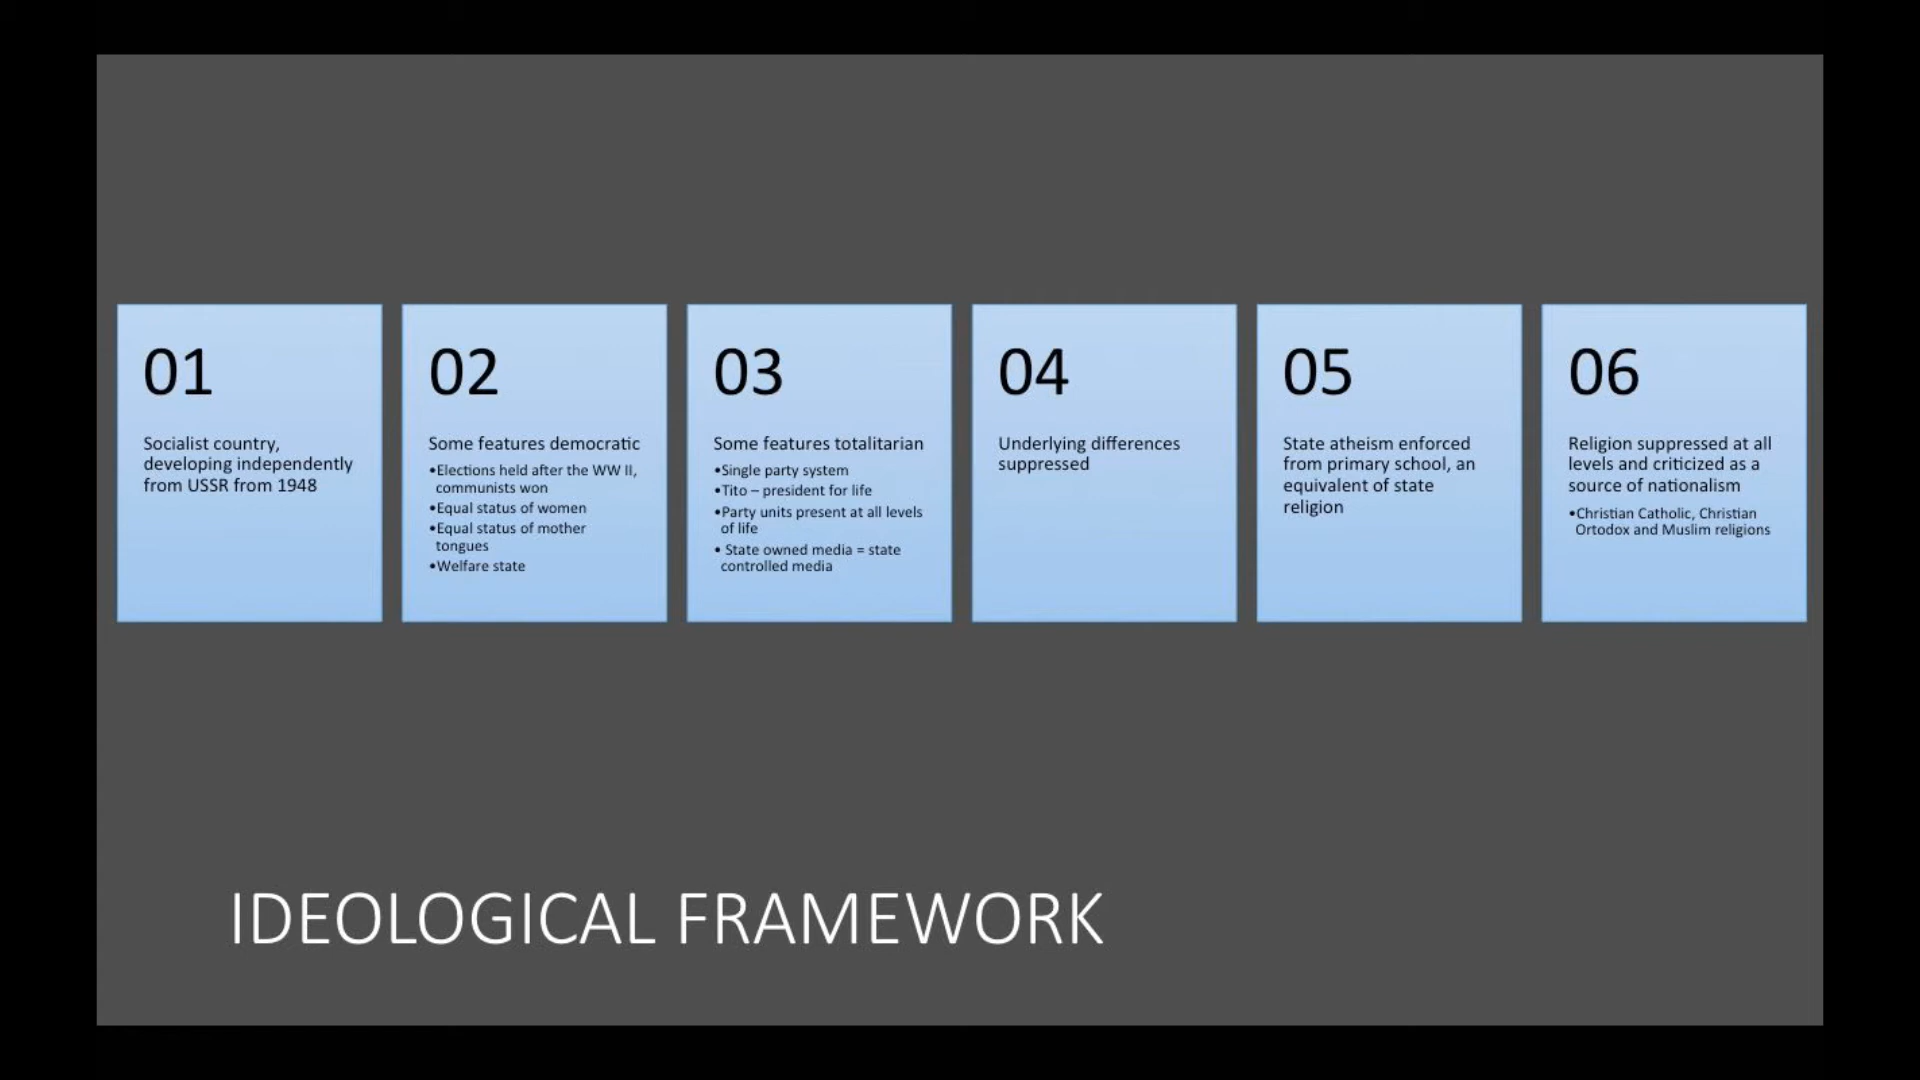 01
Socialist country,
developing independently
from USSR from 1948
02
Some features democratic
•Elections held after the WW II,
communists won
•Equal status of women
•Equal status of mother
tongues
•Welfare state
03
Some features totalitarian
•Single party system
•Tito – president for life
•Party units present at all levels
of life
• State owned media = state
controlled media
04
Underlying differences
suppressed
05
State atheism enforced
from primary school, an
equivalent of state
religion
06
Religion suppressed at all
levels and criticized as a
source of nationalism
•Christian Catholic, Christian
Ortodox and Muslim religions
IDEOLOGICAL FRAMEWORK